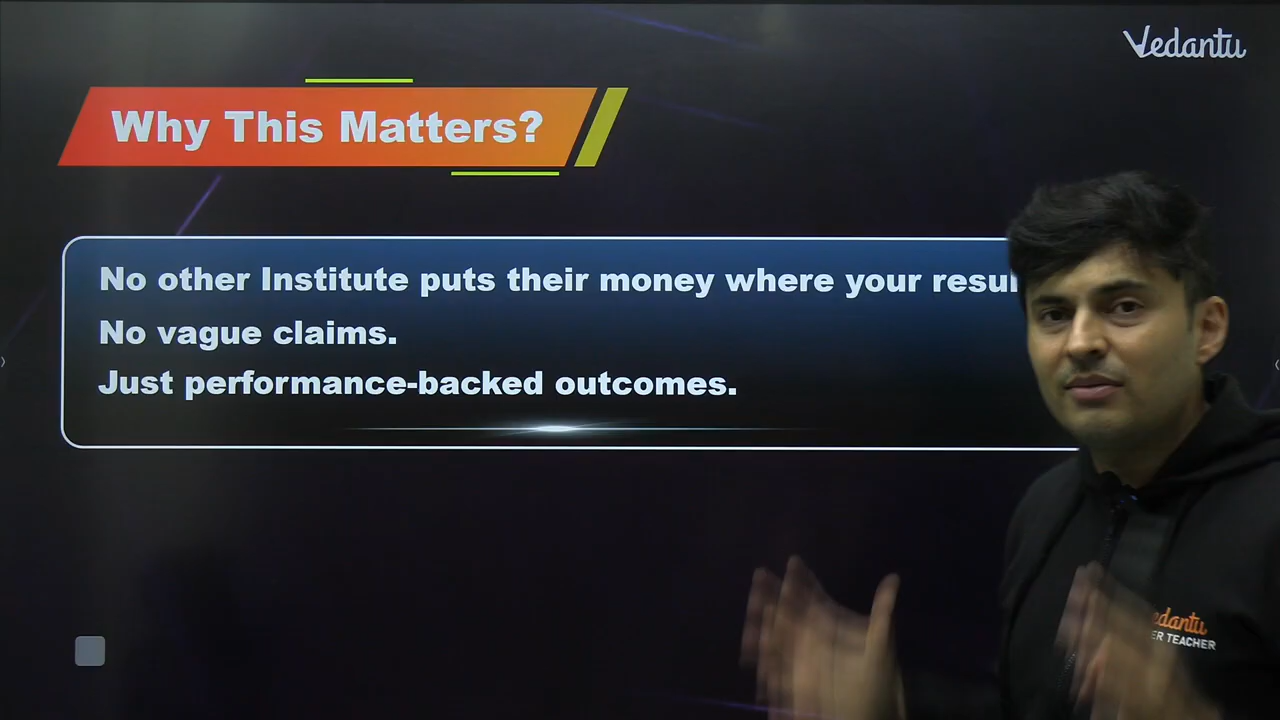 Vedantu
Why This Matters?
No other Institute puts their money where your
No vague claims.
Just performance-backed outcomes.
TEACHER